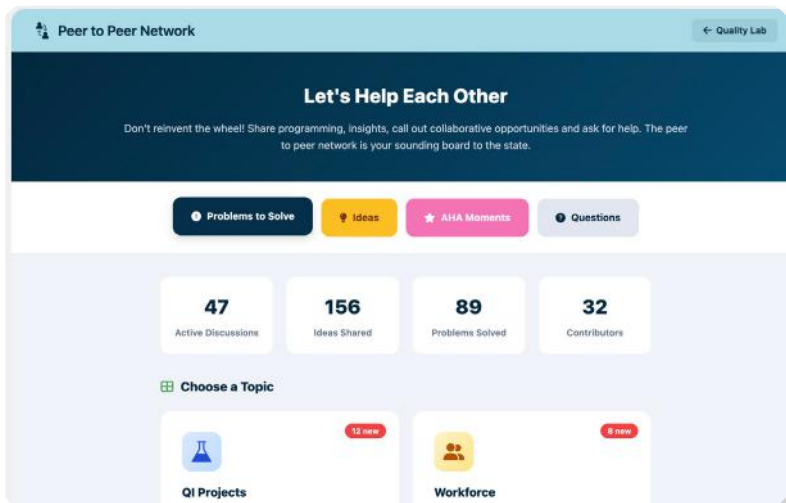 Peer to Peer Network
← Quality Lab
Let's Help Each Other
Don't reinvent the wheel! Share programming, insights, call out collaborative opportunities and ask for help. The peer
to peer network is your sounding board to the state.
Problems to Solve
Ideas
AHA Moments
Questions
47
156
89
32
Active Discussions
Ideas Shared
Problems Solved
Contributors
Choose a Topic
12 new
8 new
QI Projects
Workforce